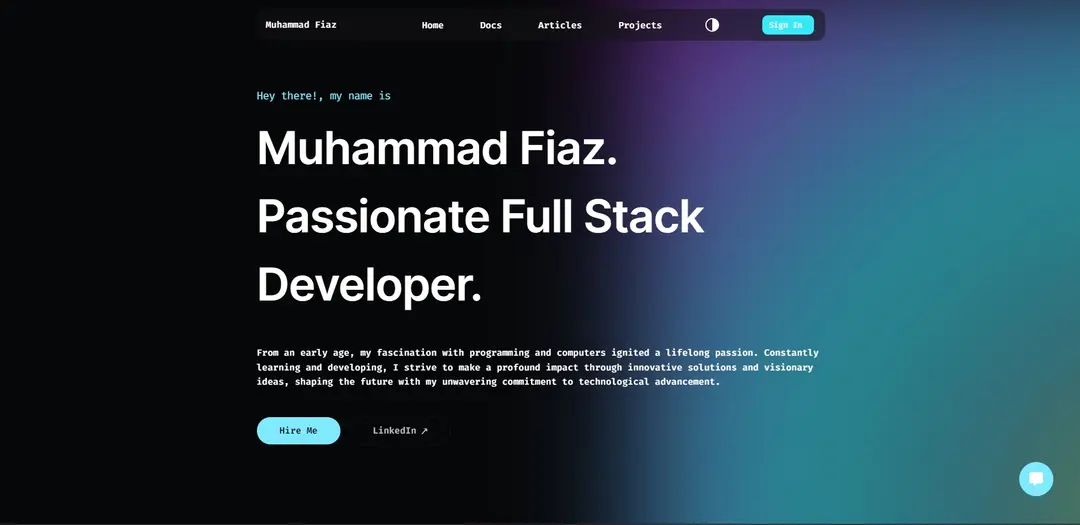 Muhammad Fiaz Home Docs Articles Projects Sign In
Hey there!, my name is
Muhammad Fiaz.
Passionate Full Stack
Developer.
From an early age, my fascination with programming and computers ignited a lifelong passion. Constantly
learning and developing, I strive to make a profound impact through innovative solutions and visionary
ideas, shaping the future with my unwavering commitment to technological advancement.
Hire Me LinkedIn ↗